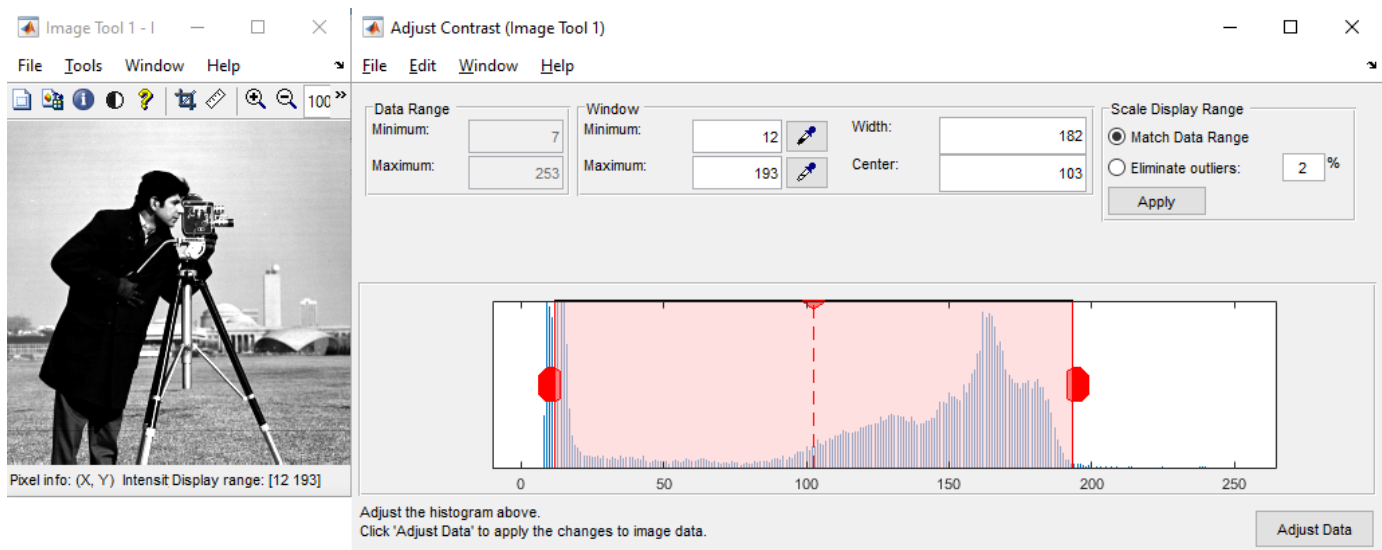 Image Tool 1 - I
File Tools Window Help
100 »
Pixel info: (X, Y) Intensit Display range: [12 193]
Adjust Contrast (Image Tool 1)
File Edit Window Help
Data Range
Minimum: 7
Maximum: 253
Window
Minimum: 12
Maximum: 193
Width: 182
Center: 103
Scale Display Range
Match Data Range
Eliminate outliers: 2 %
Apply
0 50 100 150 200 250
Adjust the histogram above.
Click 'Adjust Data' to apply the changes to image data.
Adjust Data